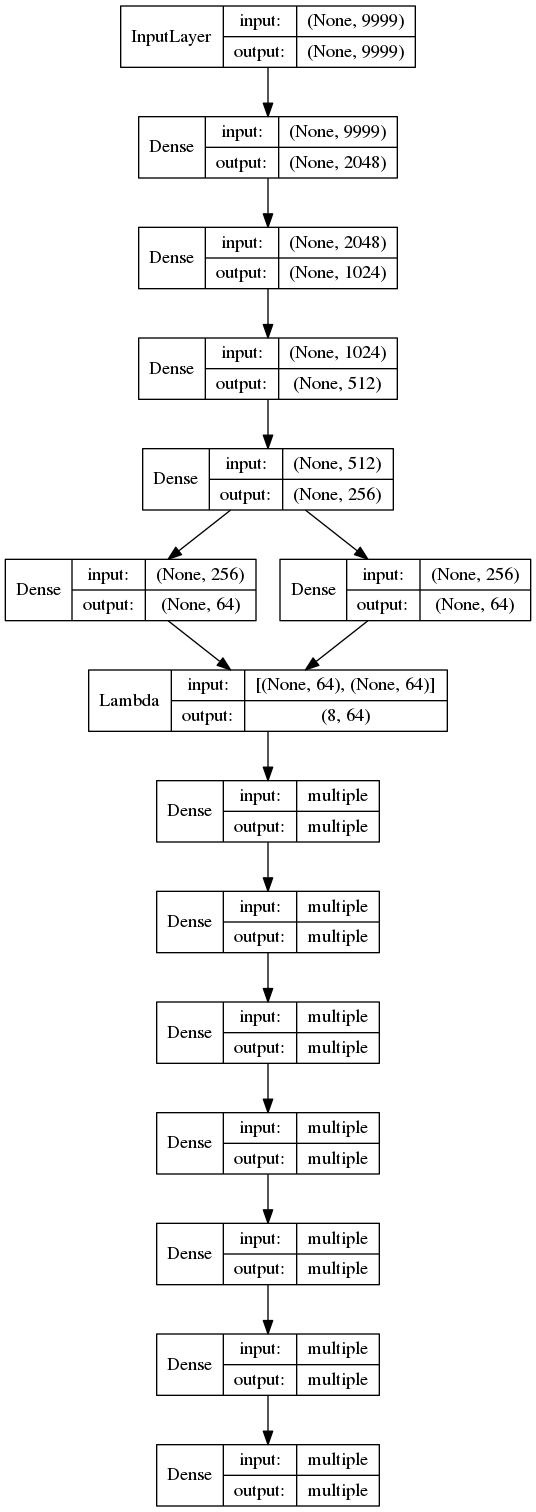 InputLayer
input: (None, 9999)
output: (None, 9999)
Dense
input: (None, 9999)
output: (None, 2048)
Dense
input: (None, 2048)
output: (None, 1024)
Dense
input: (None, 1024)
output: (None, 512)
Dense
input: (None, 512)
output: (None, 256)
Dense
input: (None, 256)
output: (None, 64)
Dense
input: (None, 256)
output: (None, 64)
Lambda
input: [(None, 64), (None, 64)]
output: (8, 64)
Dense
input: multiple
output: multiple
Dense
input: multiple
output: multiple
Dense
input: multiple
output: multiple
Dense
input: multiple
output: multiple
Dense
input: multiple
output: multiple
Dense
input: multiple
output: multiple
Dense
input: multiple
output: multiple